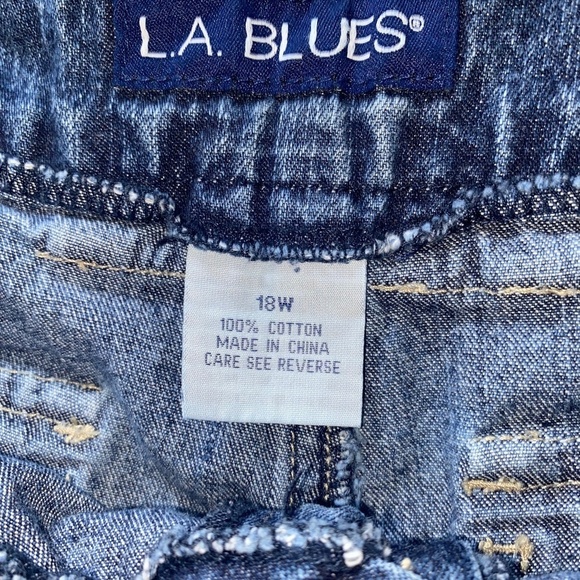 L.A. BLUES®
18W
100% COTTON
MADE IN CHINA
CARE SEE REVERSE